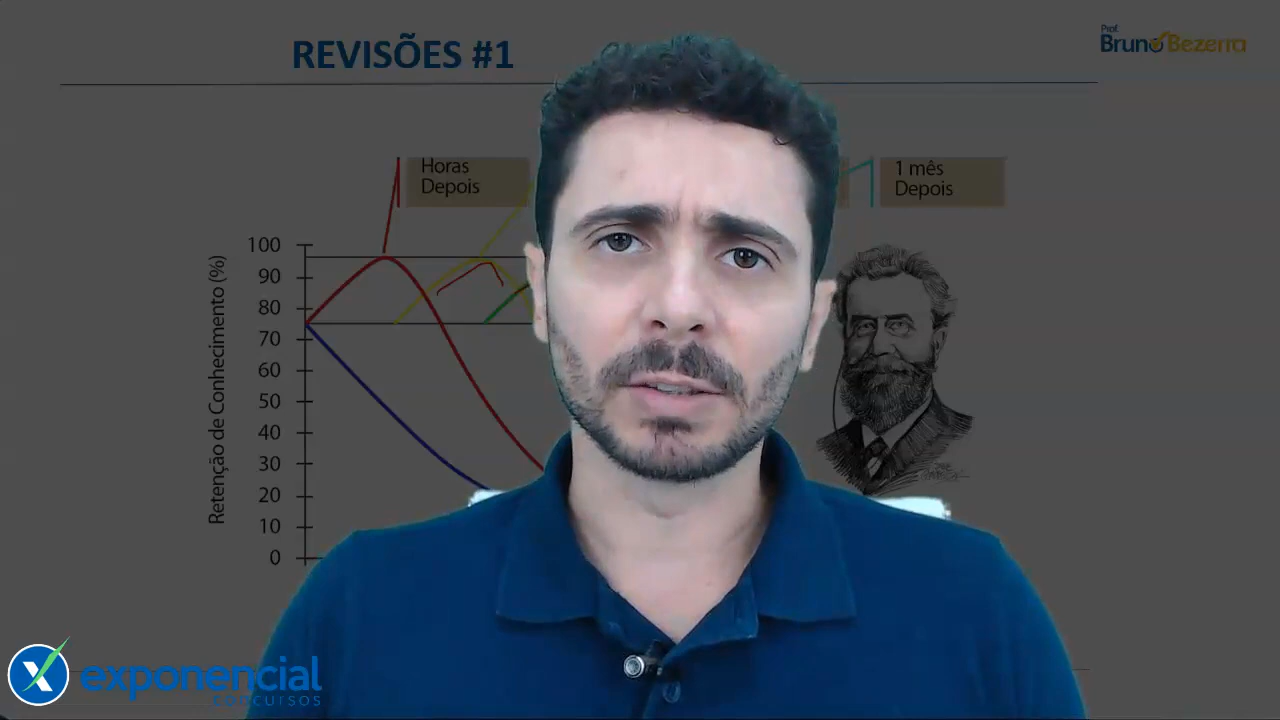 REVISÕES #1
Prof.
Bruno Bezerra
Horas
Depois
1 mês
Depois
Retenção de Conhecimento (%)
100
90
80
70
60
50
40
30
20
10
0
exponencial
CONCURSOS